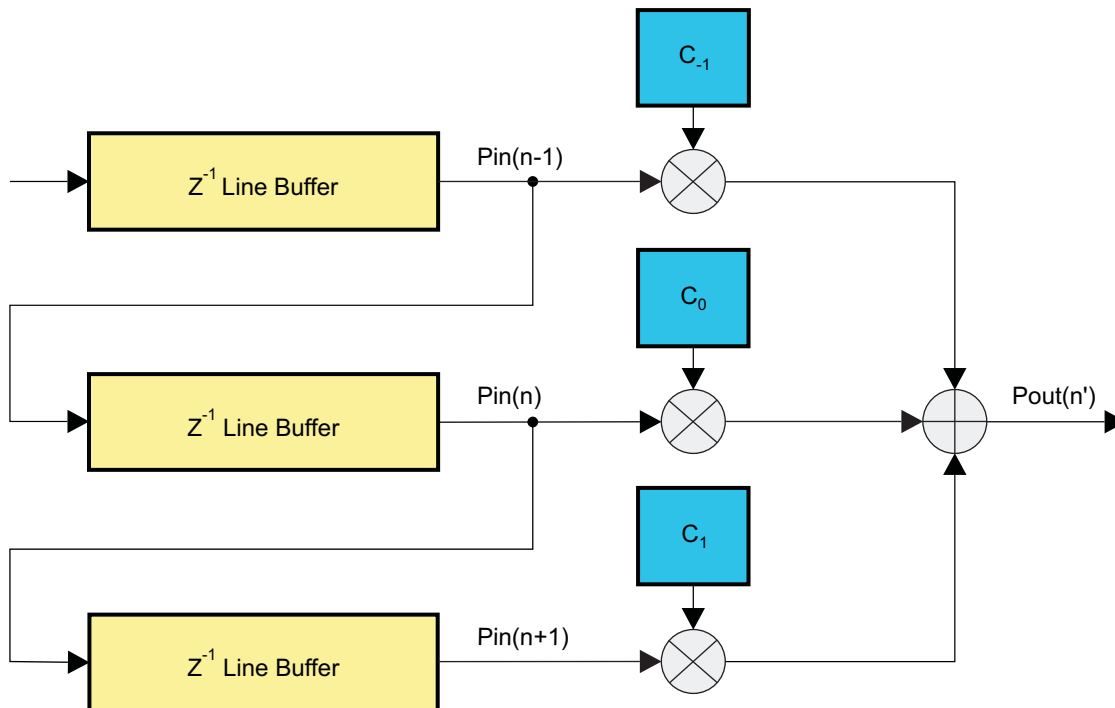 C-1
Pin(n-1)
Z-1 Line Buffer
C0
Pin(n)
Z-1 Line Buffer
Pout(n')
C1
Pin(n+1)
Z-1 Line Buffer